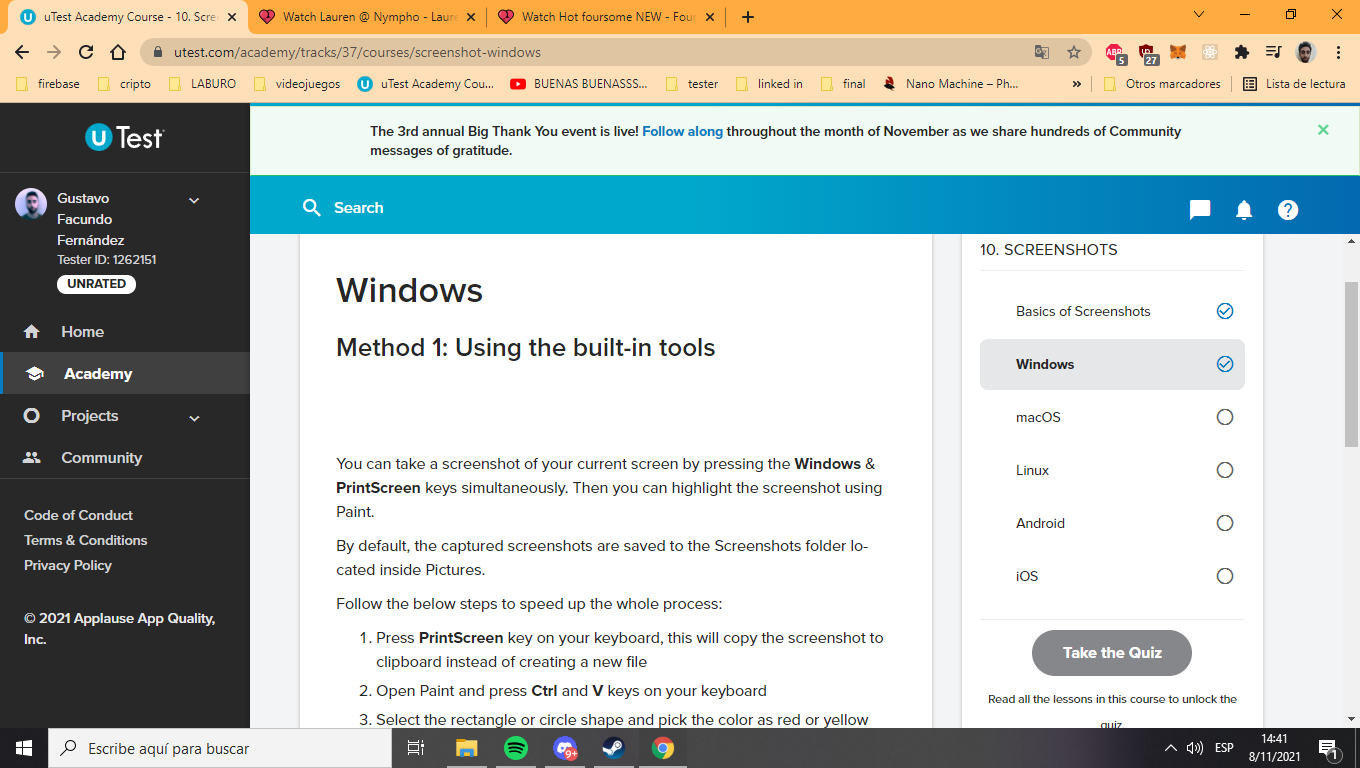 uTest Academy Course - 10. Scre
Watch Lauren @ Nympho - Laur
Watch Hot foursome NEW - Four
utest.com/academy/tracks/37/courses/screenshot-windows
ABP
5
27
firebase
cripto
LABURO
videojuegos
uTest Academy Cou...
BUENAS BUENASSS...
tester
linked in
final
Nano Machine – Ph...
»
Otros marcadores
Lista de lectura
U Test
The 3rd annual Big Thank You event is live! Follow along throughout the month of November as we share hundreds of Community
messages of gratitude.
Search
Gustavo
Facundo
Fernández
Tester ID: 1262151
UNRATED
Home
Academy
Projects
Community
Code of Conduct
Terms & Conditions
Privacy Policy
© 2021 Applause App Quality,
Inc.
Windows
Method 1: Using the built-in tools
You can take a screenshot of your current screen by pressing the Windows &
PrintScreen keys simultaneously. Then you can highlight the screenshot using
Paint.
By default, the captured screenshots are saved to the Screenshots folder lo-
cated inside Pictures.
Follow the below steps to speed up the whole process:
1. Press PrintScreen key on your keyboard, this will copy the screenshot to
clipboard instead of creating a new file
2. Open Paint and press Ctrl and V keys on your keyboard
3. Select the rectangle or circle shape and pick the color as red or yellow
10. SCREENSHOTS
Basics of Screenshots
Windows
macOS
Linux
Android
iOS
Take the Quiz
Read all the lessons in this course to unlock the
quiz
Escribe aquí para buscar
9+
ESP
14:41
8/11/2021
1